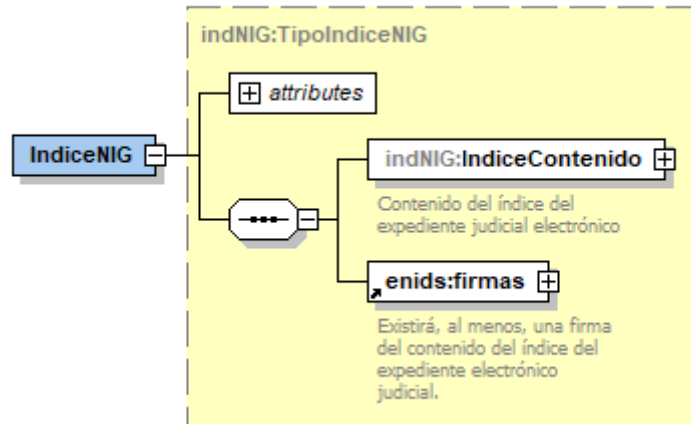 indNIG:TipoIndiceNIG
attributes
IndiceNIG
indNIG:IndiceContenido
Contenido del índice del
expediente judicial electrónico
enids:firmas
Existirá, al menos, una firma
del contenido del índice del
expediente electrónico
judicial.